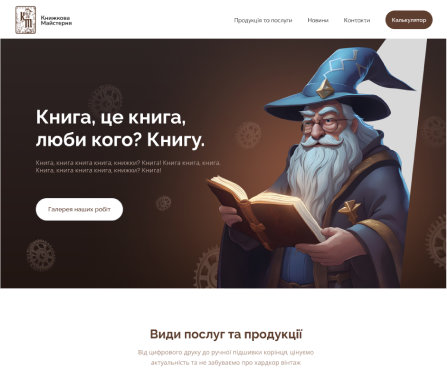 Книжкова
Майстерня
Продукція та послуги
Новини
Контакти
Калькулятор
Книга, це книга,
люби кого? Книгу.
Книга, книга книга книга, книжки? Книга! Книга книга, книга.
Книга, книга книга книга, книжки? Книга!
Галерея наших робіт
Види послуг та продукції
Від цифрового друку до ручної підшивки корінця, цінуємо
актуальність та не забуваємо про хардкор вінтаж